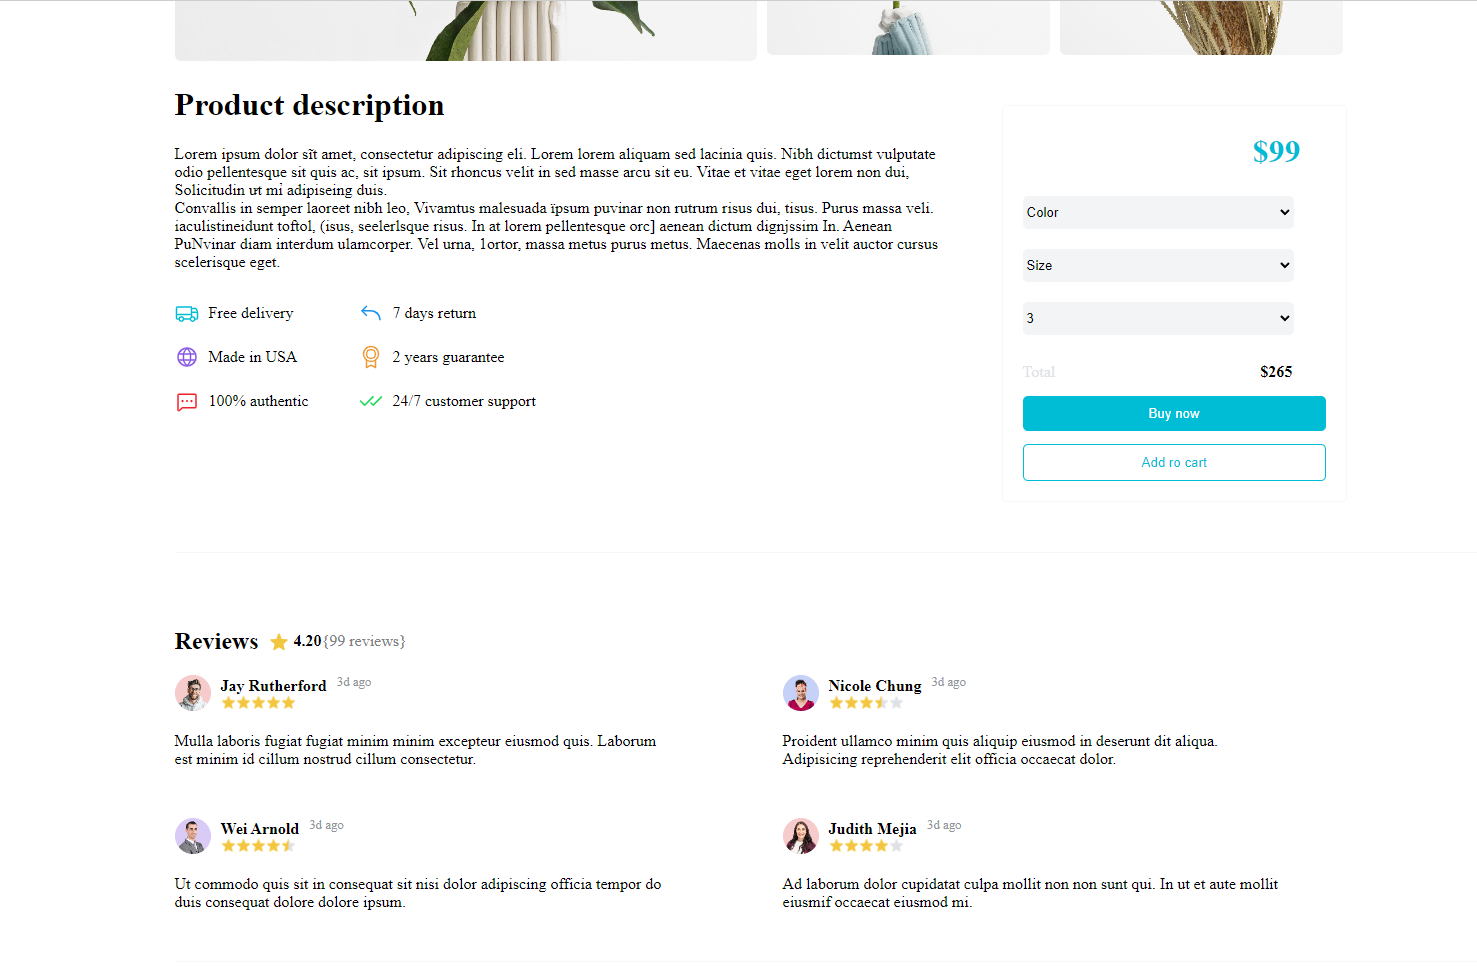 Product description
Lorem ipsum dolor sït amet, consectetur adipiscing eli. Lorem lorem aliquam sed lacinia quis. Nibh dictumst vulputate
odio pellentesque sit quis ac, sit ipsum. Sit rhoncus velit in sed masse arcu sit eu. Vitae et vitae eget lorem non dui,
Solicitudin ut mi adipiseing duis.
Convallis in semper laoreet nibh leo, Vivamtus malesuada ïpsum puvinar non rutrum risus dui, tisus. Purus massa veli.
iaculistineidunt toftol, (isus, seelerlsque risus. In at lorem pellentesque orc] aenean dictum dignjssim In. Aenean
PuNvinar diam interdum ulamcorper. Vel urna, 1ortor, massa metus purus metus. Maecenas molls in velit auctor cursus
scelerisque eget.
Free delivery
7 days return
Made in USA
2 years guarantee
100% authentic
24/7 customer support
$99
Color
Size
3
Total $265
Buy now
Add ro cart
Reviews 4.20{99 reviews}
Jay Rutherford 3d ago
Mulla laboris fugiat fugiat minim minim excepteur eiusmod quis. Laborum
est minim id cillum nostrud cillum consectetur.
Nicole Chung 3d ago
Proident ullamco minim quis aliquip eiusmod in deserunt dit aliqua.
Adipisicing reprehenderit elit officia occaecat dolor.
Wei Arnold 3d ago
Ut commodo quis sit in consequat sit nisi dolor adipiscing officia tempor do
duis consequat dolore dolore ipsum.
Judith Mejia 3d ago
Ad laborum dolor cupidatat culpa mollit non non sunt qui. In ut et aute mollit
eiusmif occaecat eiusmod mi.